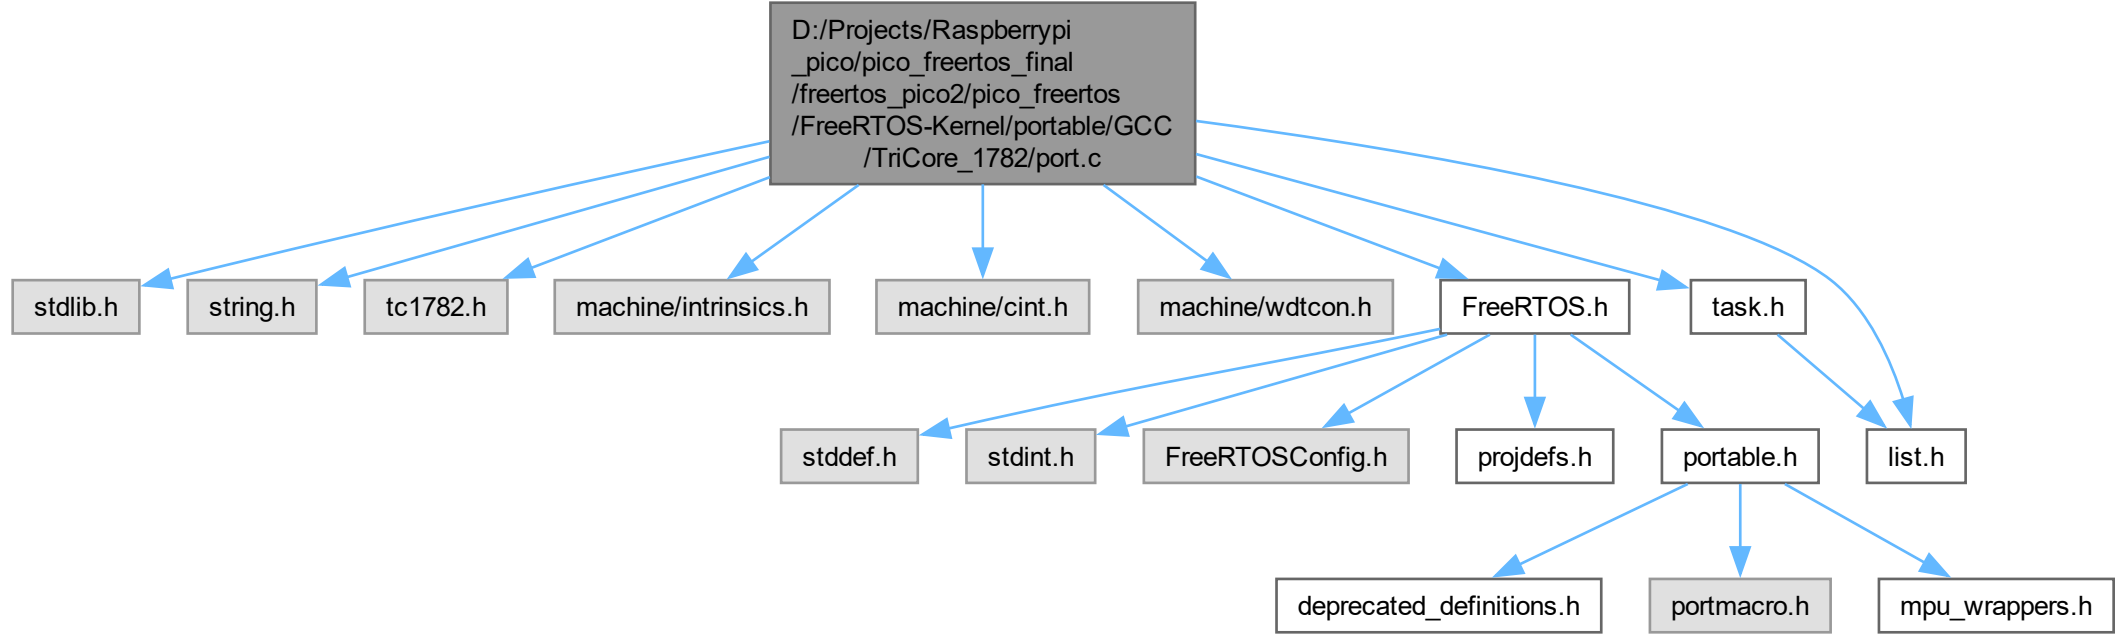 D:/Projects/Raspberrypi
_pico/pico_freertos_final
/freertos_pico2/pico_freertos
/FreeRTOS-Kernel/portable/GCC
/TriCore_1782/port.c
stdlib.h
string.h
tc1782.h
machine/intrinsics.h
machine/cint.h
machine/wdtcon.h
FreeRTOS.h
task.h
stddef.h
stdint.h
FreeRTOSConfig.h
projdefs.h
portable.h
list.h
deprecated_definitions.h
portmacro.h
mpu_wrappers.h